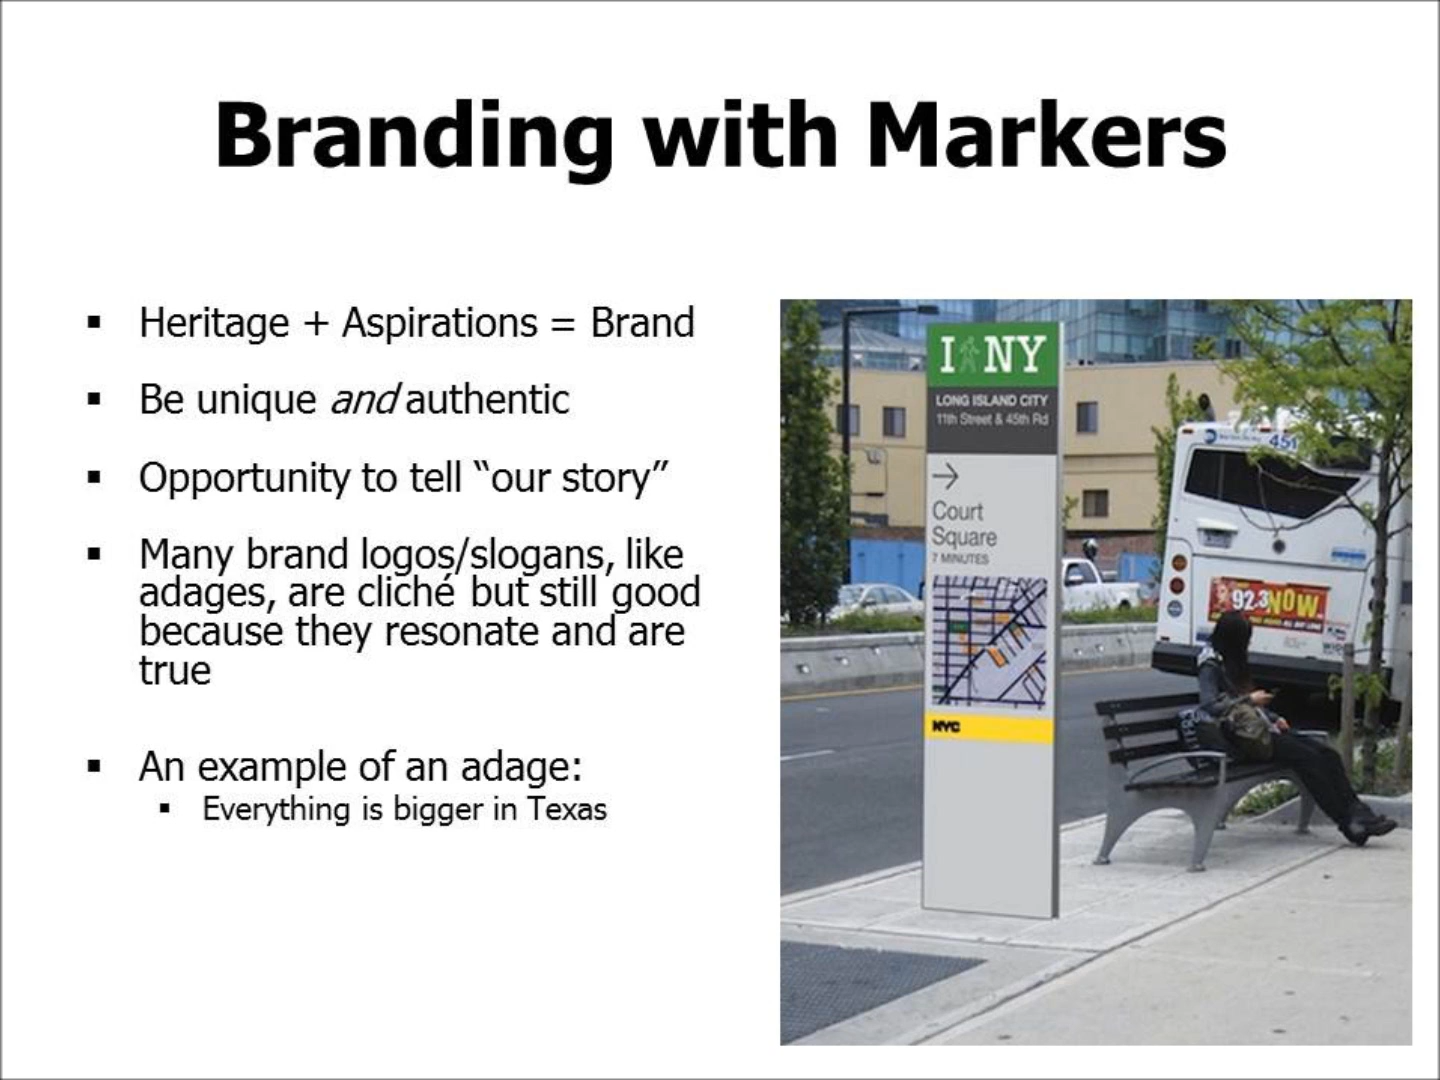 Branding with Markers
▪ Heritage + Aspirations = Brand
▪ Be unique and authentic
▪ Opportunity to tell “our story”
▪ Many brand logos/slogans, like
adages, are cliché but still good
because they resonate and are
true
▪ An example of an adage:
▪ Everything is bigger in Texas
I NY
LONG ISLAND CITY
11th Street & 45th Rd
→
Court
Square
7 MINUTES
NYC
451
92.3 NOW.